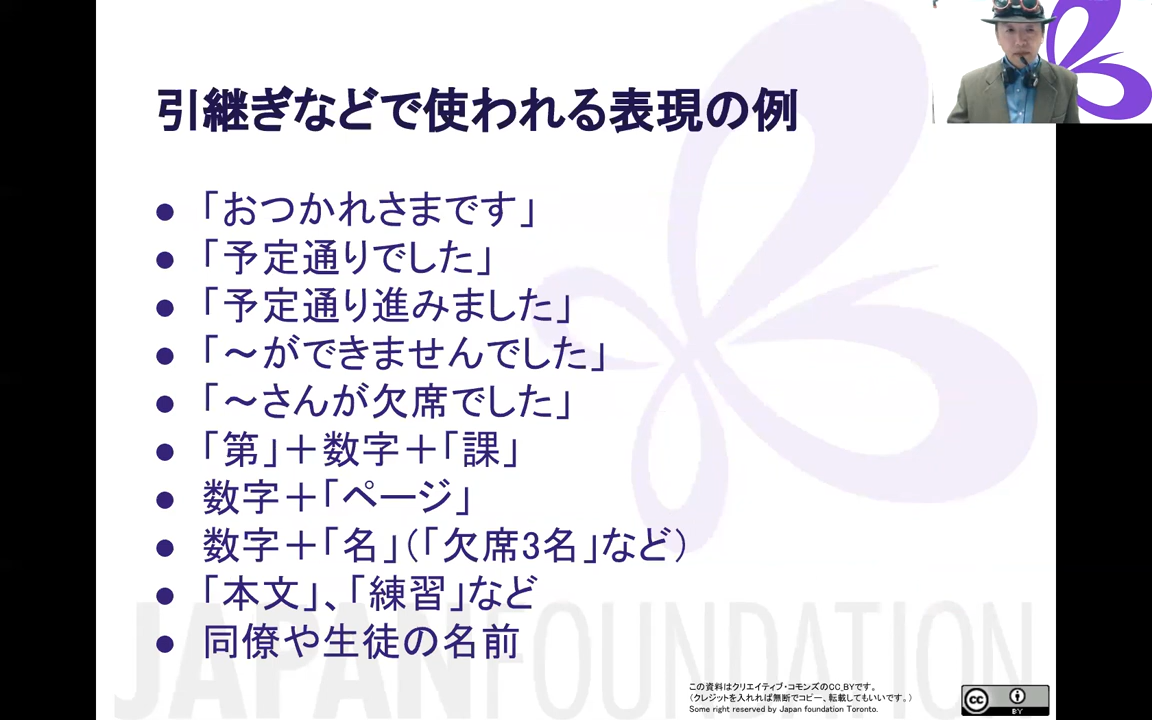 引継ぎなどで使われる表現の例
● 「おつかれさまです」
● 「予定通りでした」
● 「予定通り進みました」
● 「～ができませんでした」
● 「～さんが欠席でした」
● 「第」＋数字＋「課」
● 数字＋「ページ」
● 数字＋「名」（「欠席3名」など）
● 「本文」、「練習」など
● 同僚や生徒の名前
JAPANFOUNDATION
この資料はクリエイティブ・コモンズのCC_BYです。
（クレジットを入れれば無断でコピー、転載してもいいです。）
Some right reserved by Japan foundation Toronto.
cc
BY